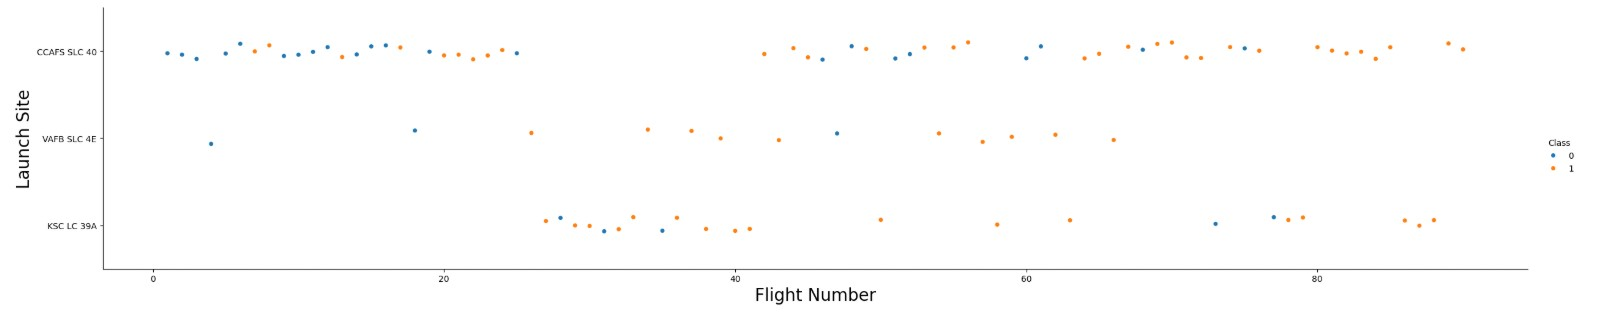 Launch Site
CCAFS SLC 40
VAFB SLC 4E
KSC LC 39A
0 20 40 60 80
Flight Number
Class
0
1